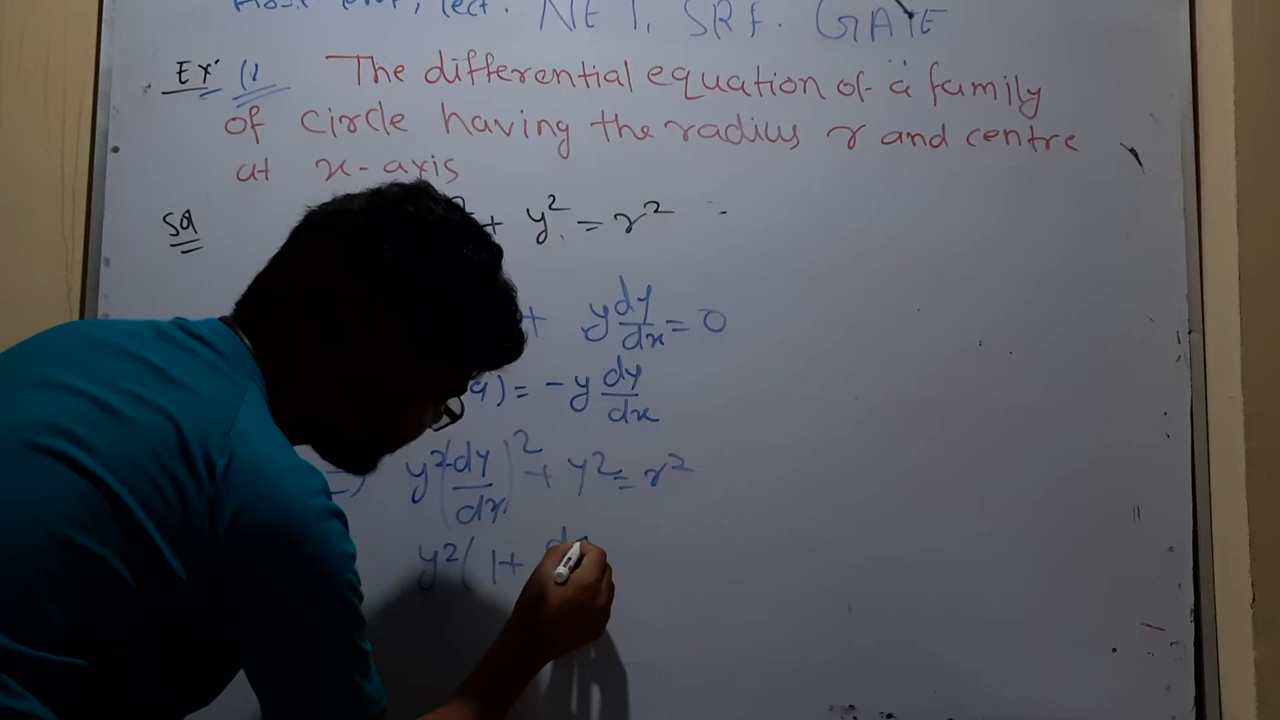 lect. NET, SRF. GATE
Ex. (1) The differential equation of a family
of circle having the radius r and centre
at x-axis
Sol + y² = r²
+ y dy/dx = 0
a) = -y dy/dx
=) y²(dy/dx)² + y² = r²
y²( 1+